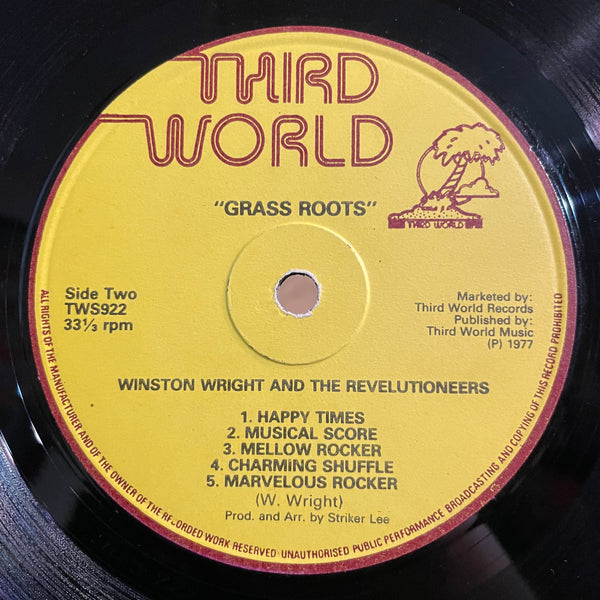 THIRD
WORLD
"GRASS ROOTS"
THIRD WORLD
Side Two
TWS922
33⅓ rpm
Marketed by:
Third World Records
Published by:
Third World Music
(P) 1977
WINSTON WRIGHT AND THE REVELUTIONEERS
1. HAPPY TIMES
2. MUSICAL SCORE
3. MELLOW ROCKER
4. CHARMING SHUFFLE
5. MARVELOUS ROCKER
(W. Wright)
Prod. and Arr. by Striker Lee
ALL RIGHTS OF THE MANUFACTURER AND OF THE OWNER OF THE RECORDED WORK RESERVED · UNAUTHORISED PUBLIC PERFORMANCE BROADCASTING AND COPYING OF THIS RECORD PROHIBITED